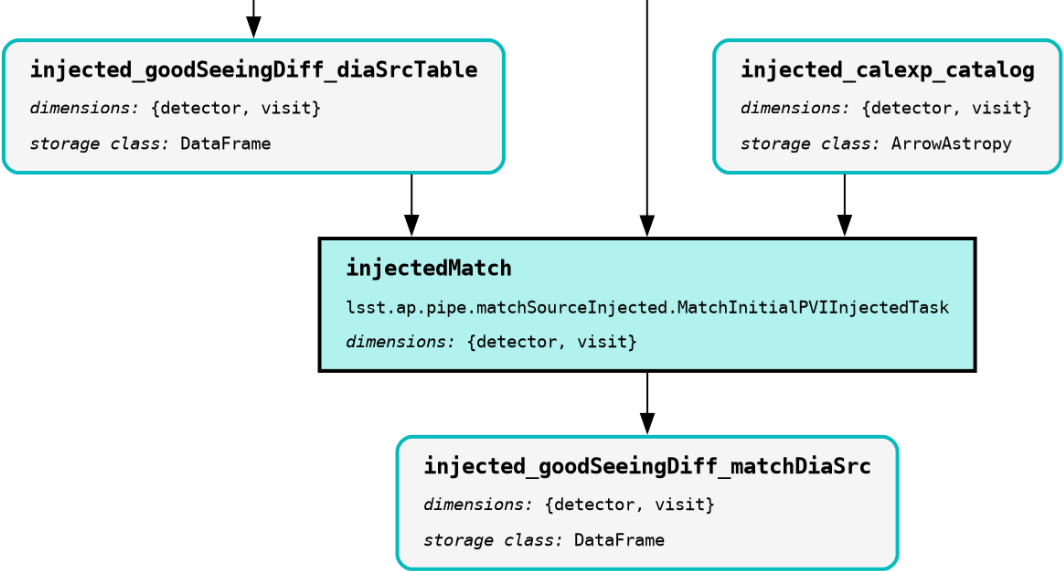 injected_goodSeeingDiff_diaSrcTable
dimensions: {detector, visit}
storage class: DataFrame
injected_calexp_catalog
dimensions: {detector, visit}
storage class: ArrowAstropy
injectedMatch
lsst.ap.pipe.matchSourceInjected.MatchInitialPVIInjectedTask
dimensions: {detector, visit}
injected_goodSeeingDiff_matchDiaSrc
dimensions: {detector, visit}
storage class: DataFrame